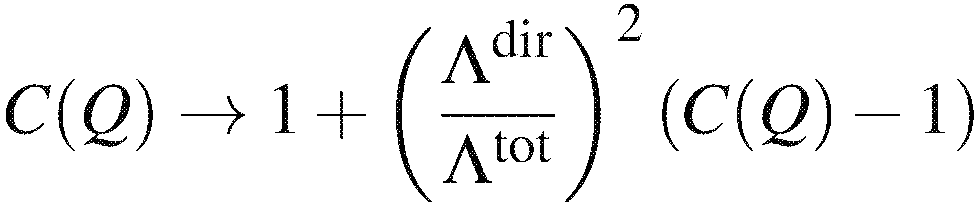 C(Q) → 1 + (Λ^dir / Λ^tot)^2 (C(Q) − 1)